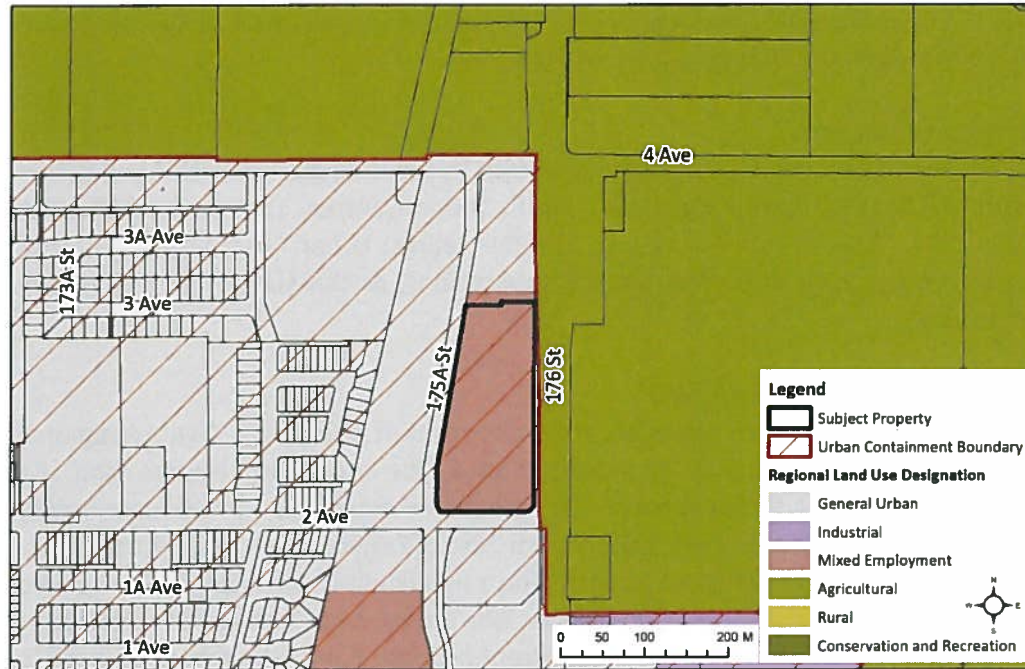 4 Ave
3A Ave
173A St
3 Ave
175A St
176 St
2 Ave
1A Ave
1 Ave
Legend
Subject Property
Urban Containment Boundary
Regional Land Use Designation
General Urban
Industrial
Mixed Employment
Agricultural
Rural
Conservation and Recreation
N
W E
S
0 50 100 200 M